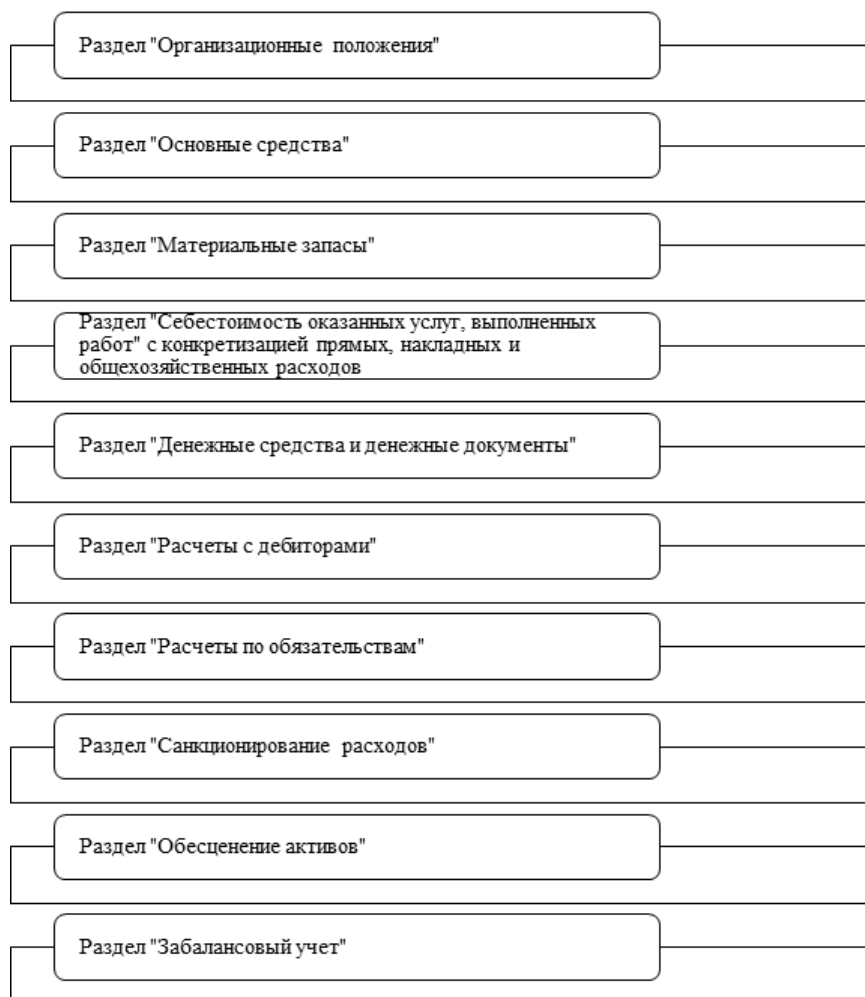 Раздел "Организационные положения"
Раздел "Основные средства"
Раздел "Материальные запасы"
Раздел "Себестоимость оказанных услуг, выполненных
работ" с конкретизацией прямых, накладных и
общехозяйственных расходов
Раздел "Денежные средства и денежные документы"
Раздел "Расчеты с дебиторами"
Раздел "Расчеты по обязательствам"
Раздел "Санкционирование расходов"
Раздел "Обесценение активов"
Раздел "Забалансовый учет"